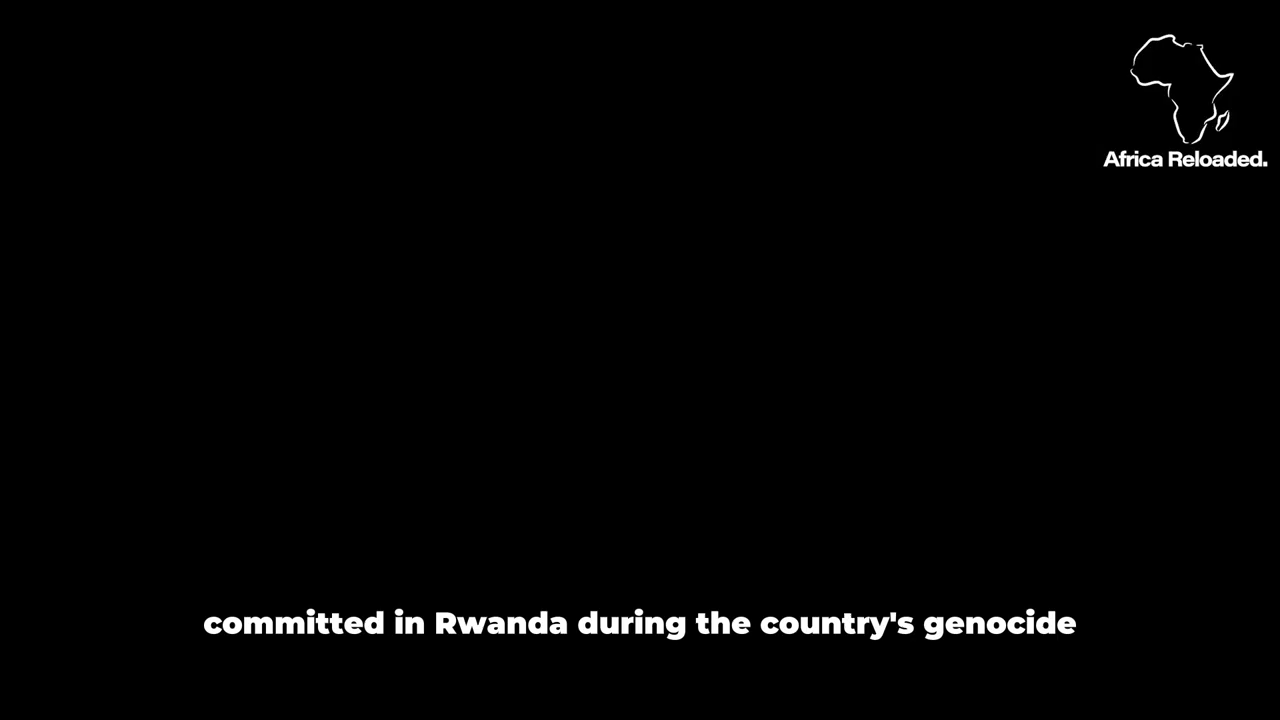 Africa Reloaded.
committed in Rwanda during the country's genocide